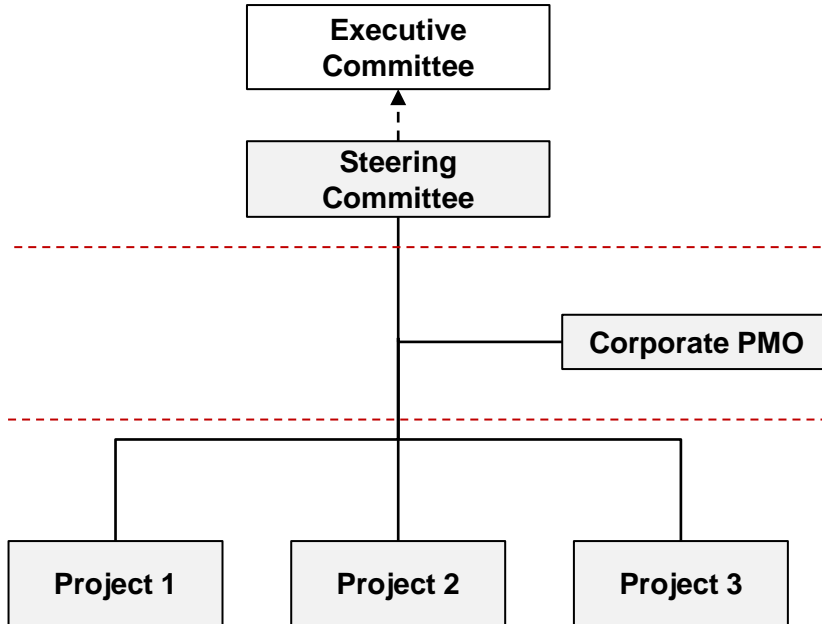 Executive
Committee
Steering
Committee
Corporate PMO
Project 1
Project 2
Project 3